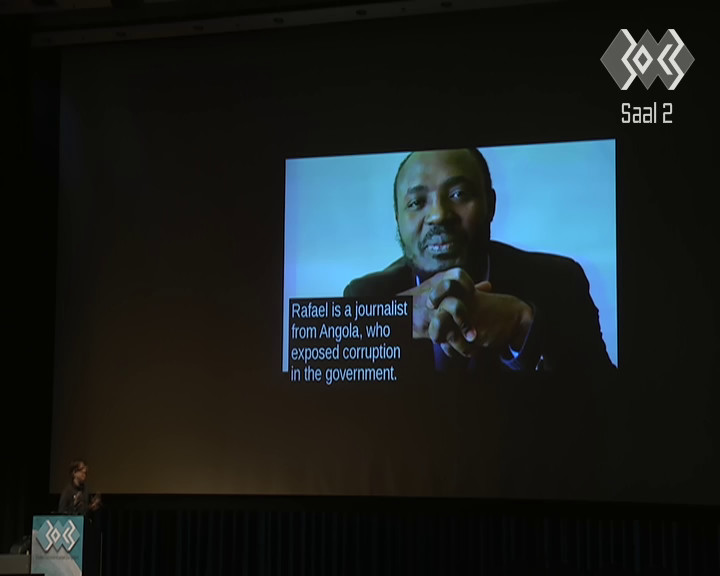 Saal 2
Rafael is a journalist
from Angola, who
exposed corruption
in the government.